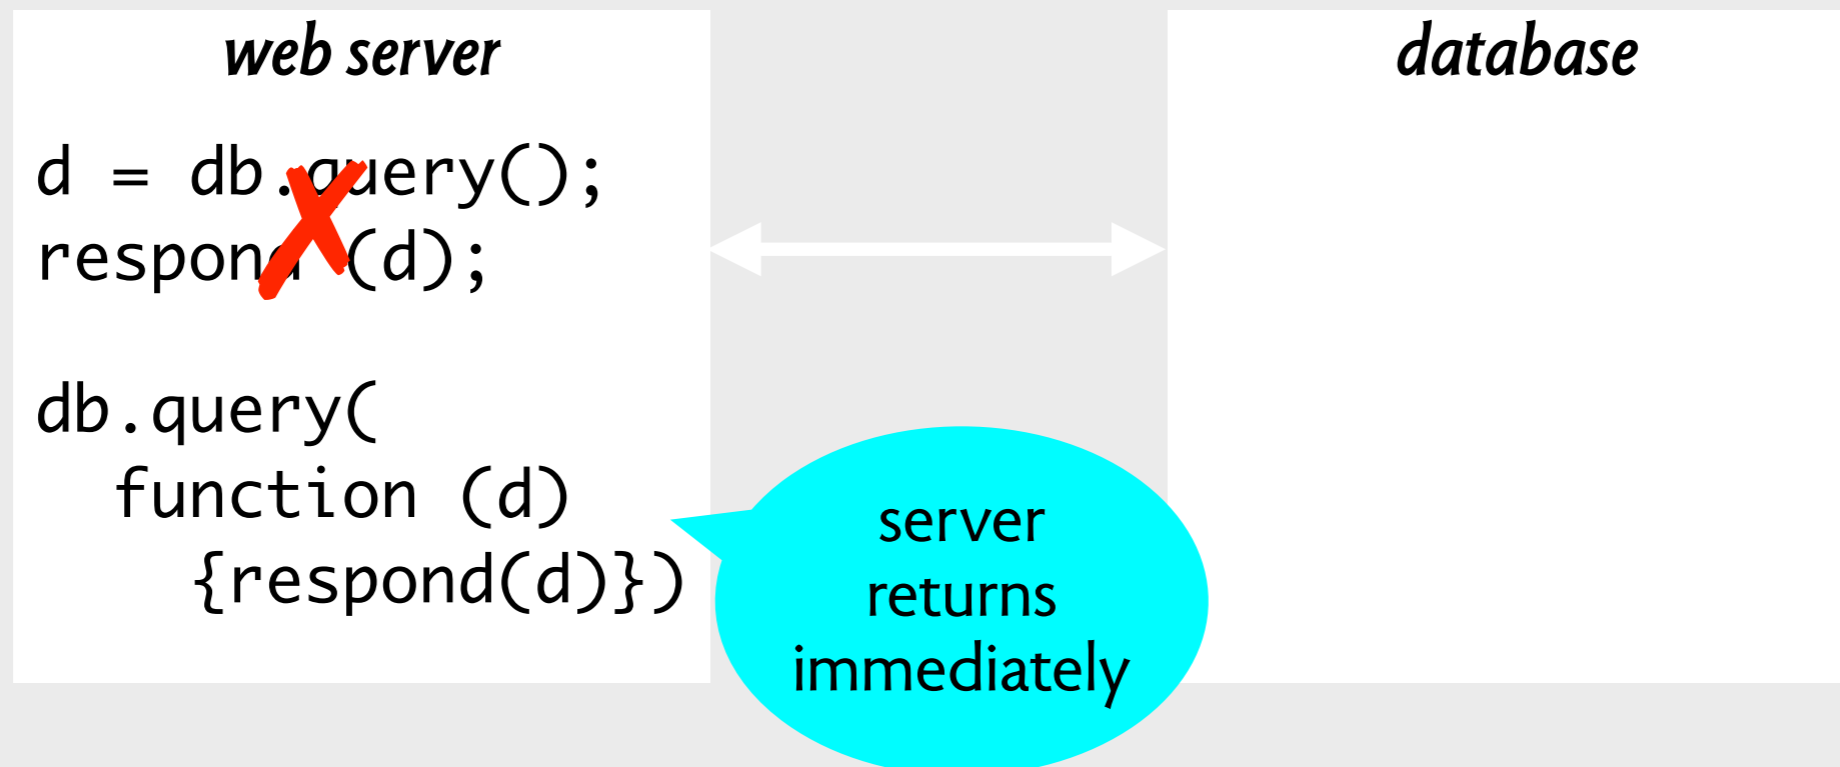 web server
database
d = db.query();
respond (d);
db.query(
function (d)
{respond(d)})
server
returns
immediately